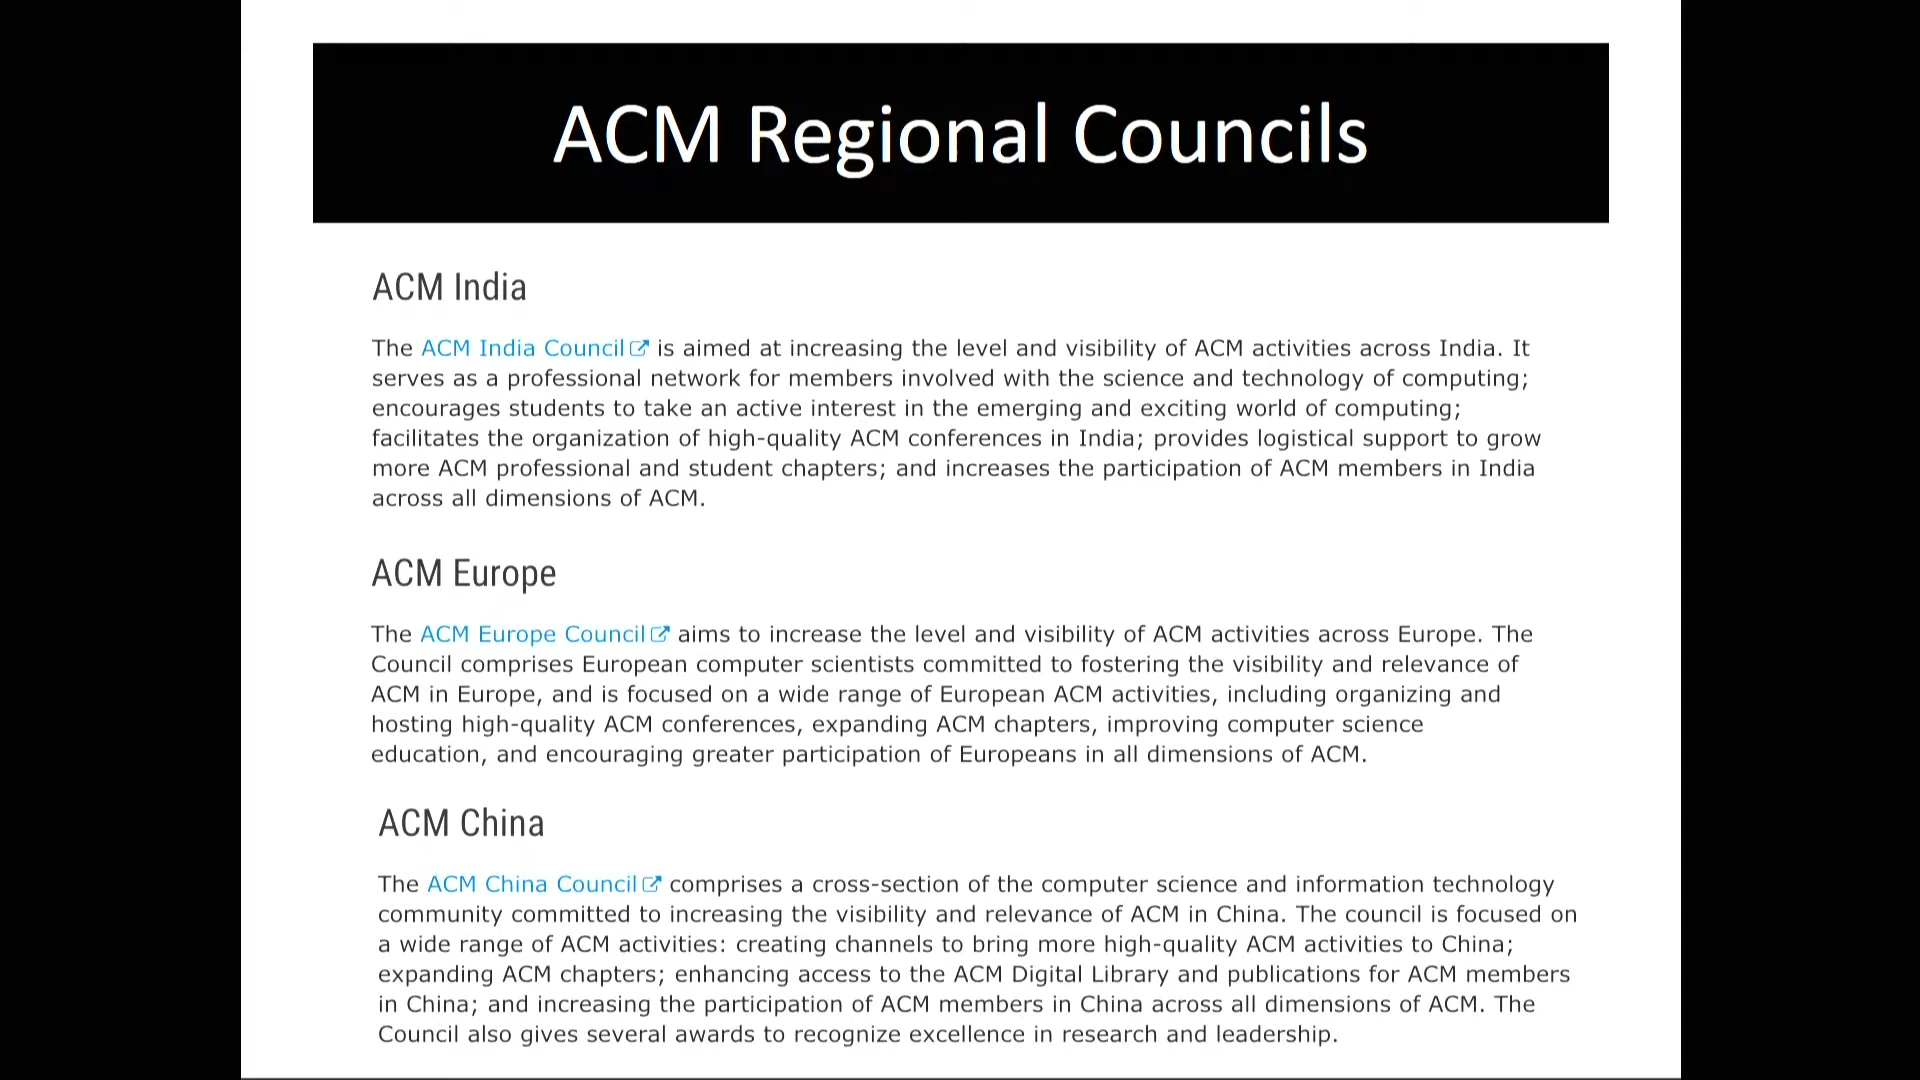 ACM Regional Councils
ACM India
The ACM India Council is aimed at increasing the level and visibility of ACM activities across India. It
serves as a professional network for members involved with the science and technology of computing;
encourages students to take an active interest in the emerging and exciting world of computing;
facilitates the organization of high-quality ACM conferences in India; provides logistical support to grow
more ACM professional and student chapters; and increases the participation of ACM members in India
across all dimensions of ACM.
ACM Europe
The ACM Europe Council aims to increase the level and visibility of ACM activities across Europe. The
Council comprises European computer scientists committed to fostering the visibility and relevance of
ACM in Europe, and is focused on a wide range of European ACM activities, including organizing and
hosting high-quality ACM conferences, expanding ACM chapters, improving computer science
education, and encouraging greater participation of Europeans in all dimensions of ACM.
ACM China
The ACM China Council comprises a cross-section of the computer science and information technology
community committed to increasing the visibility and relevance of ACM in China. The council is focused on
a wide range of ACM activities: creating channels to bring more high-quality ACM activities to China;
expanding ACM chapters; enhancing access to the ACM Digital Library and publications for ACM members
in China; and increasing the participation of ACM members in China across all dimensions of ACM. The
Council also gives several awards to recognize excellence in research and leadership.